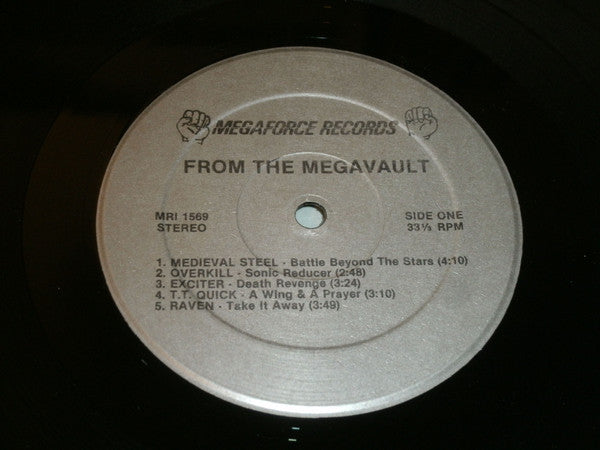 MEGAFORCE RECORDS
FROM THE MEGAVAULT
MRI 1569 SIDE ONE
STEREO 33⅓ RPM
1. MEDIEVAL STEEL - Battle Beyond The Stars (4:10)
2. OVERKILL - Sonic Reducer (2:48)
3. EXCITER - Death Revenge (3:24)
4. T.T. QUICK - A Wing & A Prayer (3:10)
5. RAVEN - Take It Away (3:49)